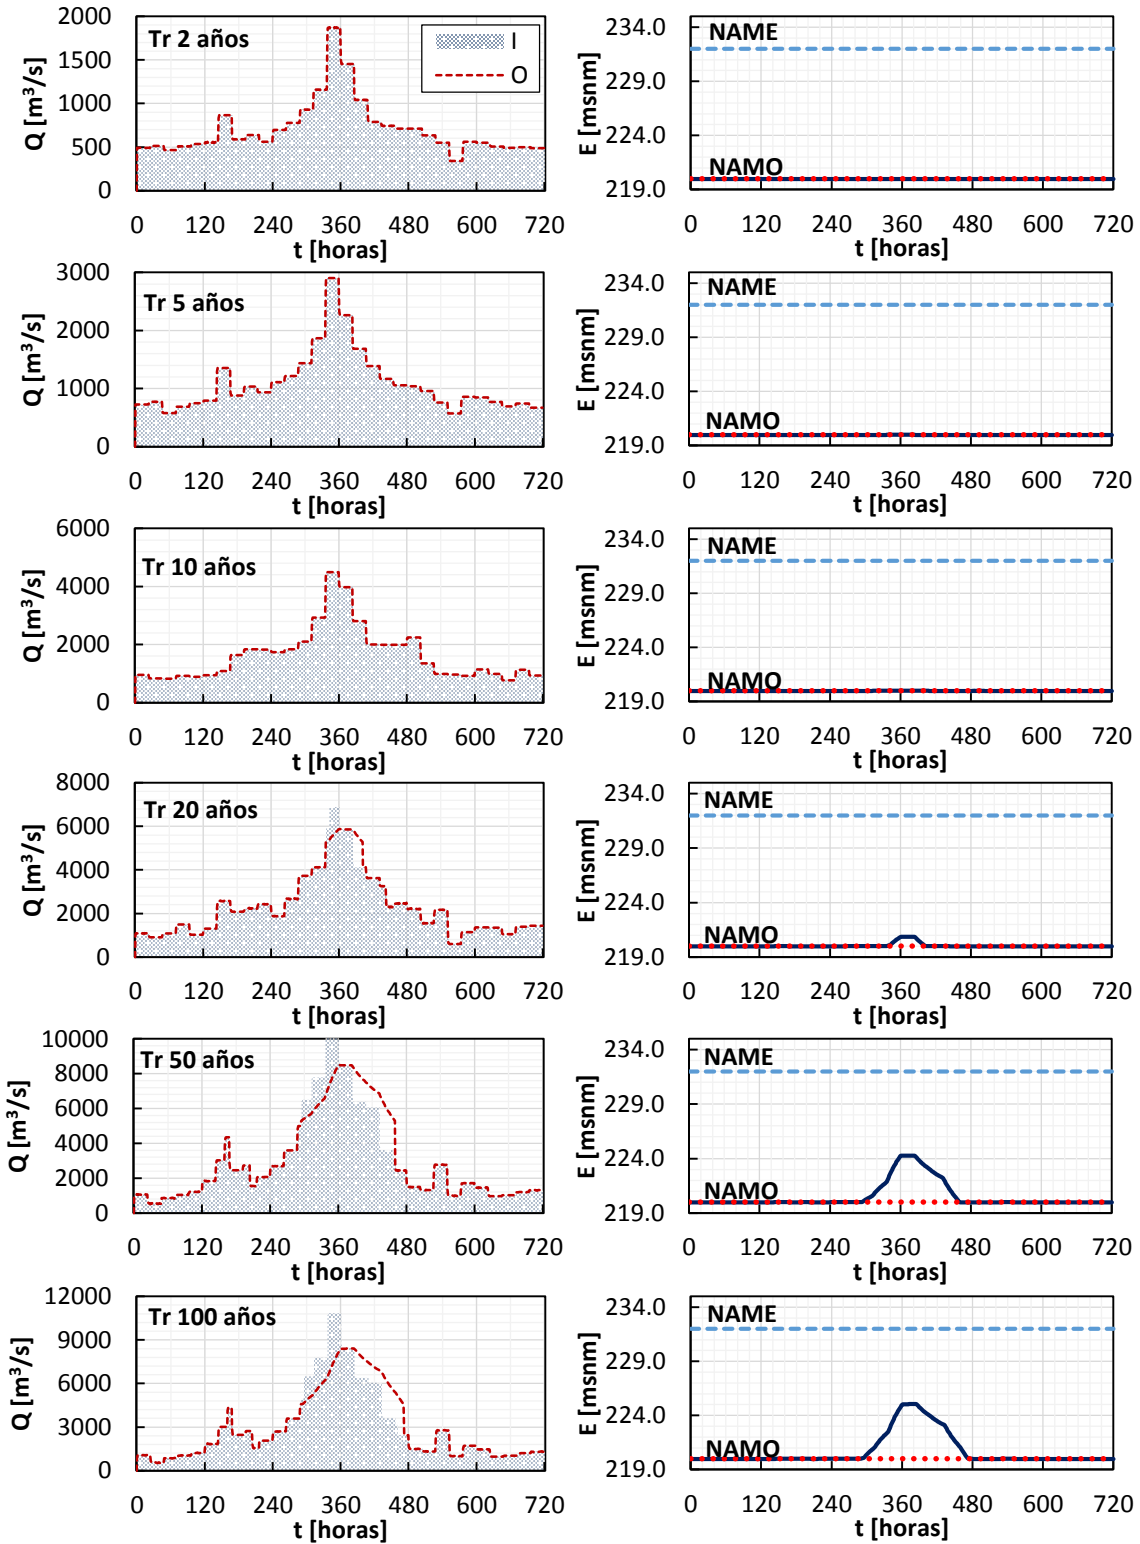 Tr 2 años
I
O
Q [m³/s]
2000
1500
1000
500
0
0 120 240 360 480 600 720
t [horas]
NAME
NAMO
E [msnm]
234.0
229.0
224.0
219.0
0 120 240 360 480 600 720
t [horas]
Tr 5 años
Q [m³/s]
3000
2000
1000
0
0 120 240 360 480 600 720
t [horas]
NAME
NAMO
E [msnm]
234.0
229.0
224.0
219.0
0 120 240 360 480 600 720
t [horas]
Tr 10 años
Q [m³/s]
6000
4000
2000
0
0 120 240 360 480 600 720
t [horas]
NAME
NAMO
E [msnm]
234.0
229.0
224.0
219.0
0 120 240 360 480 600 720
t [horas]
Tr 20 años
Q [m³/s]
8000
6000
4000
2000
0
0 120 240 360 480 600 720
t [horas]
NAME
NAMO
E [msnm]
234.0
229.0
224.0
219.0
0 120 240 360 480 600 720
t [horas]
Tr 50 años
Q [m³/s]
10000
8000
6000
4000
2000
0
0 120 240 360 480 600 720
t [horas]
NAME
NAMO
E [msnm]
234.0
229.0
224.0
219.0
0 120 240 360 480 600 720
t [horas]
Tr 100 años
Q [m³/s]
12000
9000
6000
3000
0
0 120 240 360 480 600 720
t [horas]
NAME
NAMO
E [msnm]
234.0
229.0
224.0
219.0
0 120 240 360 480 600 720
t [horas]